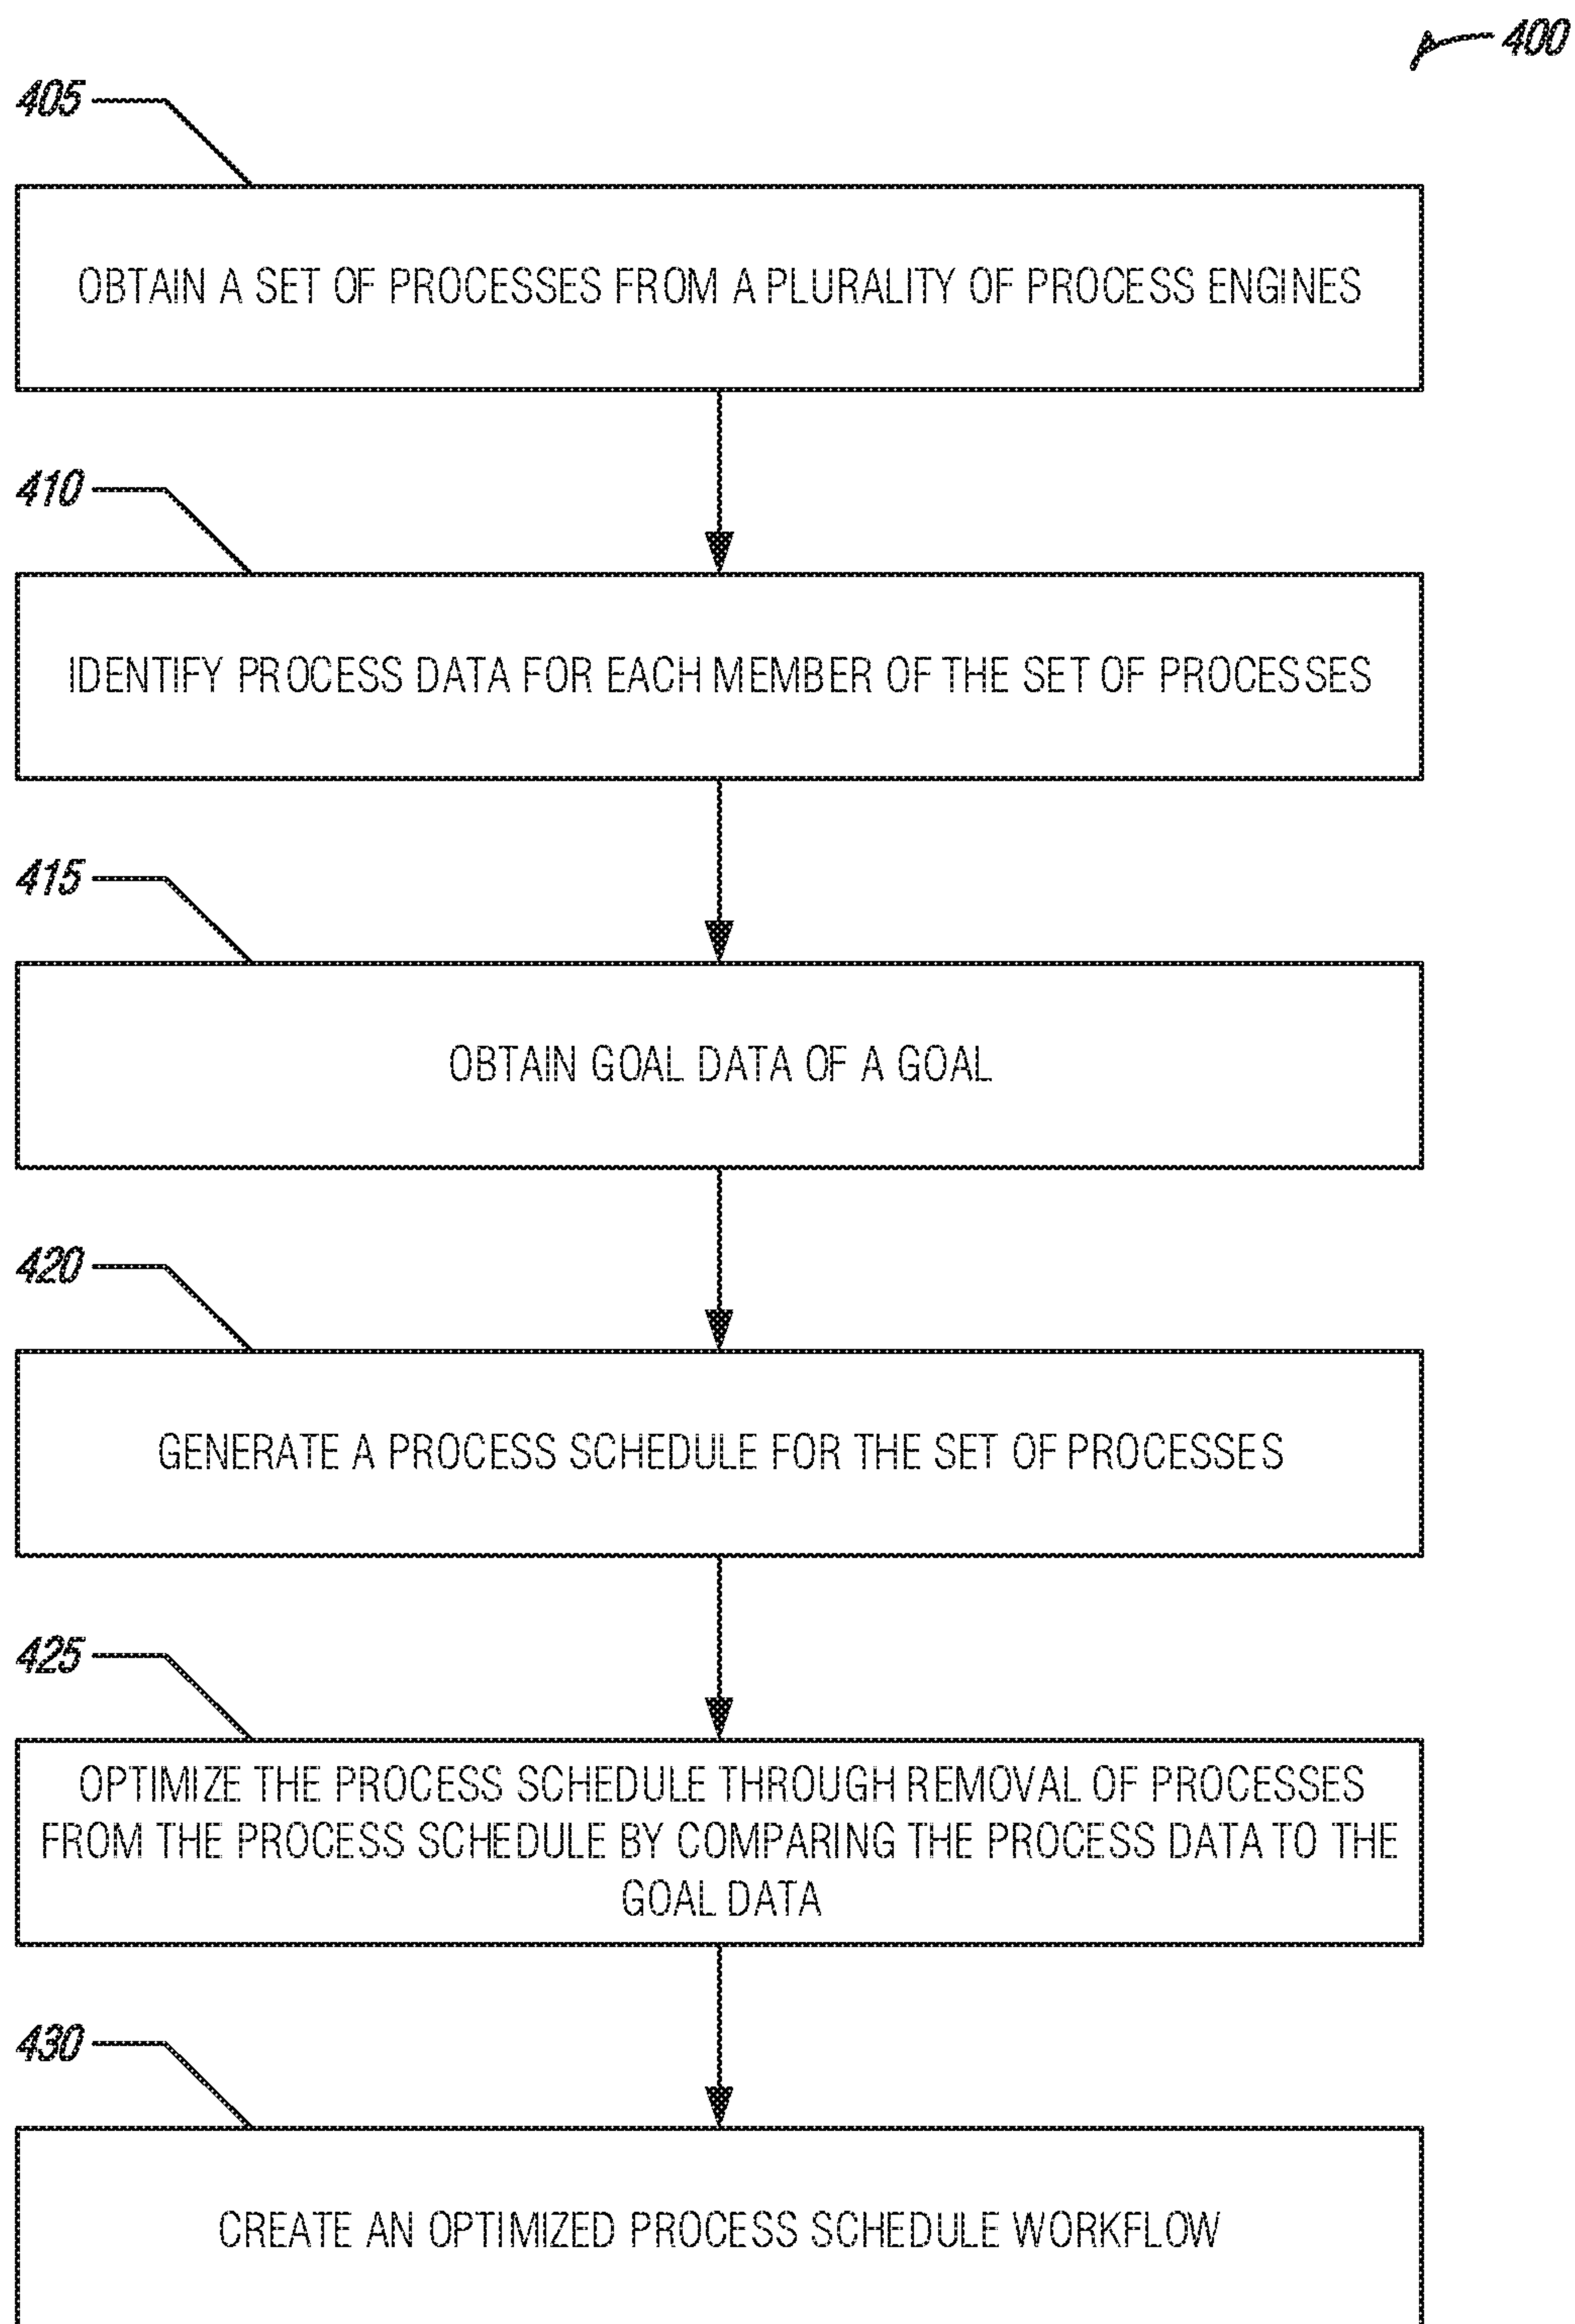 400
405
OBTAIN A SET OF PROCESSES FROM A PLURALITY OF PROCESS ENGINES
410
IDENTIFY PROCESS DATA FOR EACH MEMBER OF THE SET OF PROCESSES
415
OBTAIN GOAL DATA OF A GOAL
420
GENERATE A PROCESS SCHEDULE FOR THE SET OF PROCESSES
425
OPTIMIZE THE PROCESS SCHEDULE THROUGH REMOVAL OF PROCESSES
FROM THE PROCESS SCHEDULE BY COMPARING THE PROCESS DATA TO THE
GOAL DATA
430
CREATE AN OPTIMIZED PROCESS SCHEDULE WORKFLOW